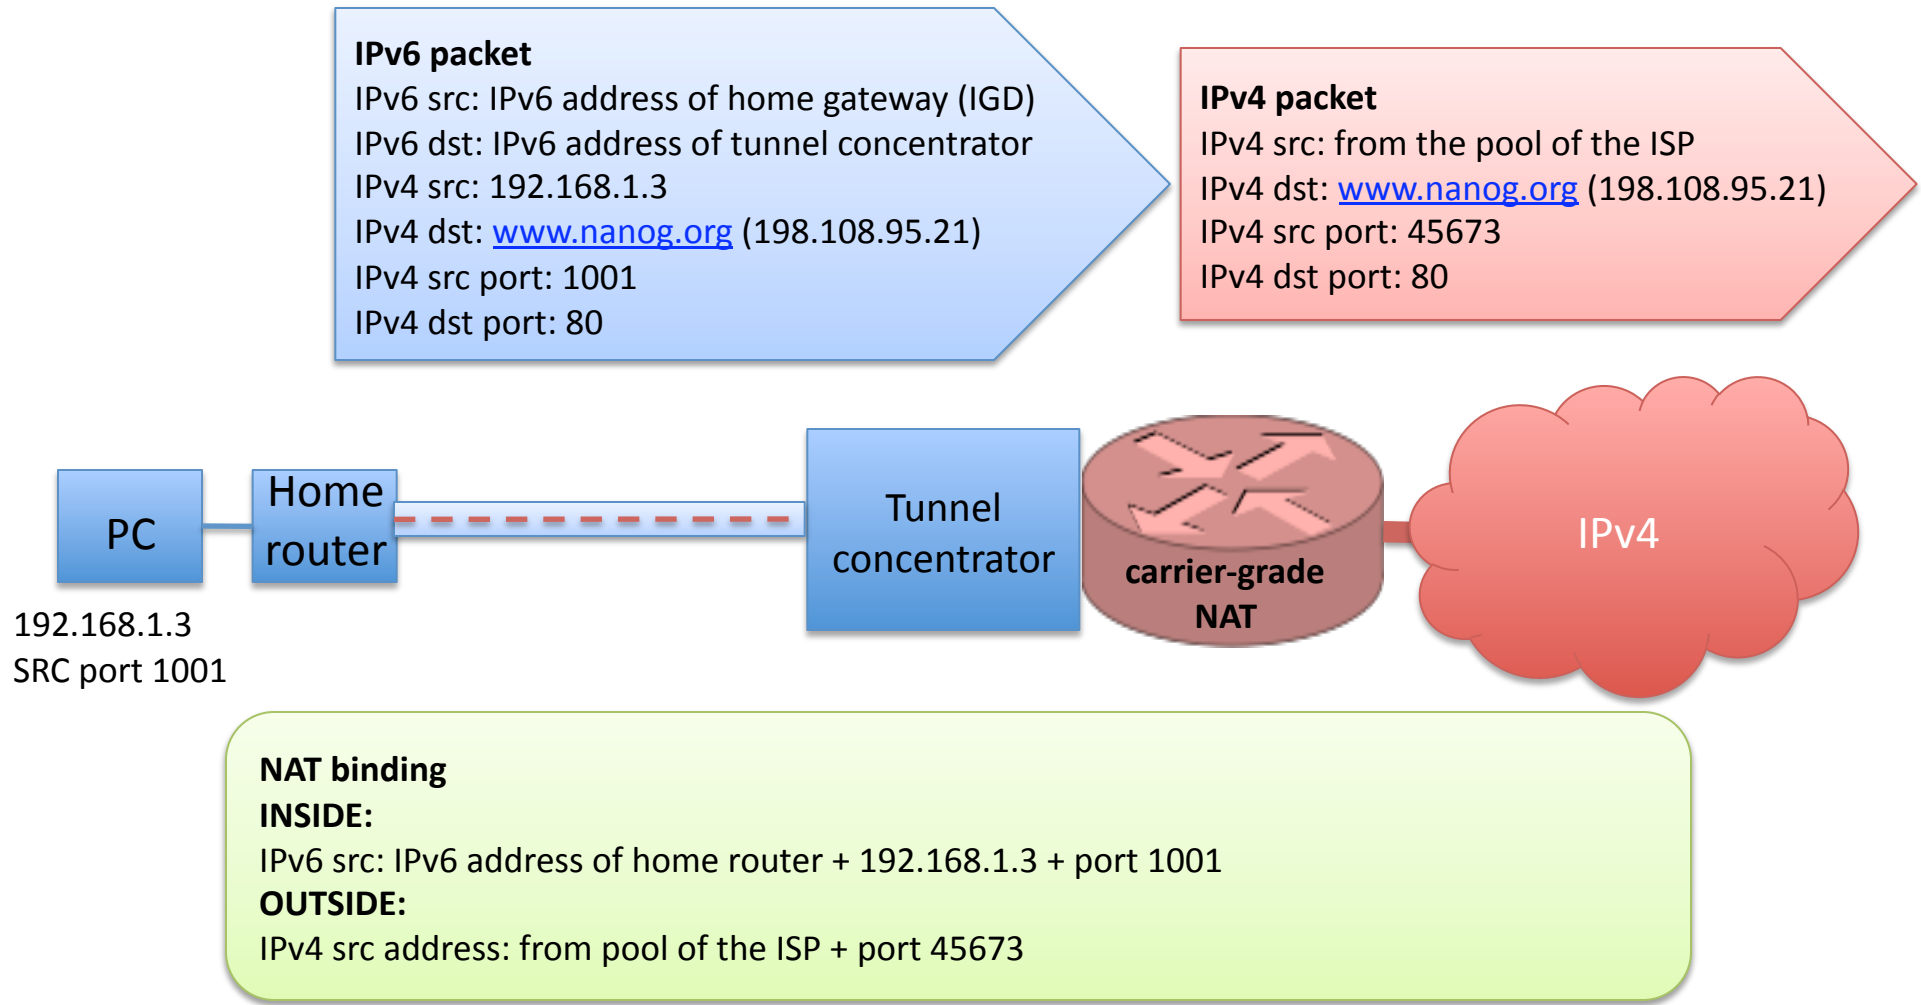 IPv6 packet
IPv6 src: IPv6 address of home gateway (IGD)
IPv6 dst: IPv6 address of tunnel concentrator
IPv4 src: 192.168.1.3
IPv4 dst: www.nanog.org (198.108.95.21)
IPv4 src port: 1001
IPv4 dst port: 80
IPv4 packet
IPv4 src: from the pool of the ISP
IPv4 dst: www.nanog.org (198.108.95.21)
IPv4 src port: 45673
IPv4 dst port: 80
PC
Home
router
Tunnel
concentrator
carrier-grade
NAT
IPv4
192.168.1.3
SRC port 1001
NAT binding
INSIDE:
IPv6 src: IPv6 address of home router + 192.168.1.3 + port 1001
OUTSIDE:
IPv4 src address: from pool of the ISP + port 45673